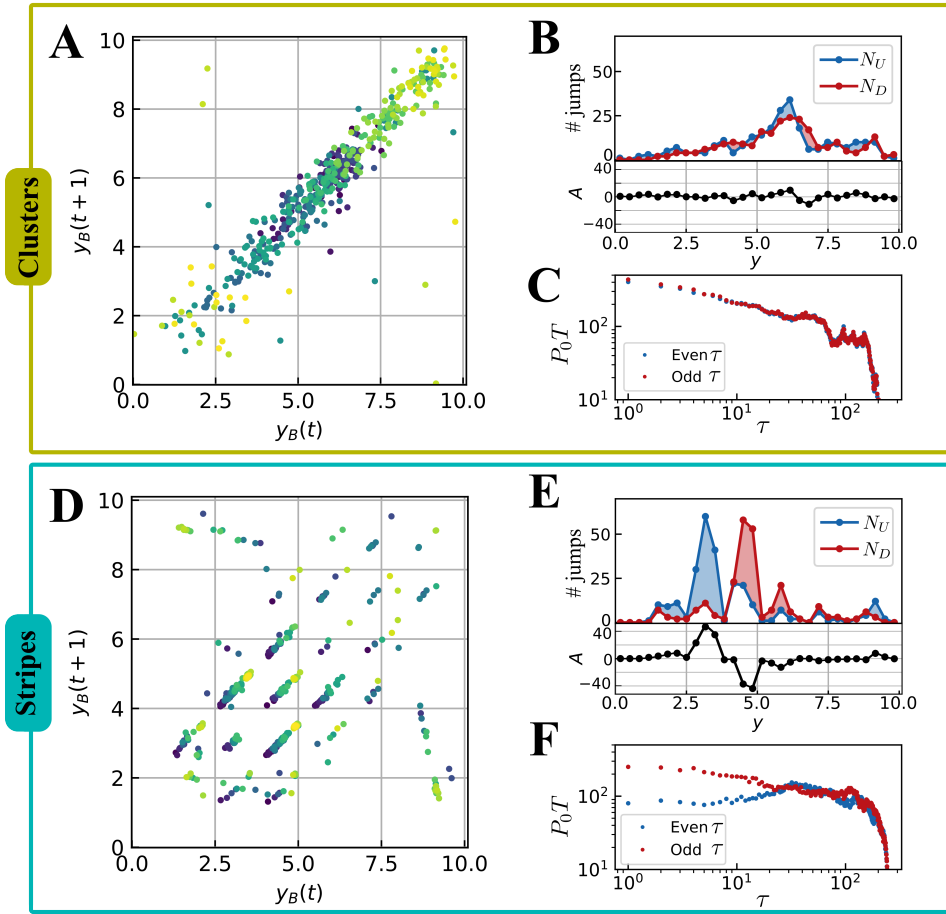 Clusters
A
y_B(t + 1)
10
8
6
4
2
0
0.0 2.5 5.0 7.5 10.0
y_B(t)
B
# jumps
50
25
N_U
N_D
A
40
0
−40
0.0 2.5 5.0 7.5 10.0
y
C
P_0T
10^2
10^1
Even τ
Odd τ
10^0 10^1 10^2
τ
Stripes
D
y_B(t + 1)
10
8
6
4
2
0
0.0 2.5 5.0 7.5 10.0
y_B(t)
E
# jumps
50
25
0
N_U
N_D
A
40
0
−40
0.0 2.5 5.0 7.5 10.0
y
F
P_0T
10^2
10^1
Even τ
Odd τ
10^0 10^1 10^2
τ